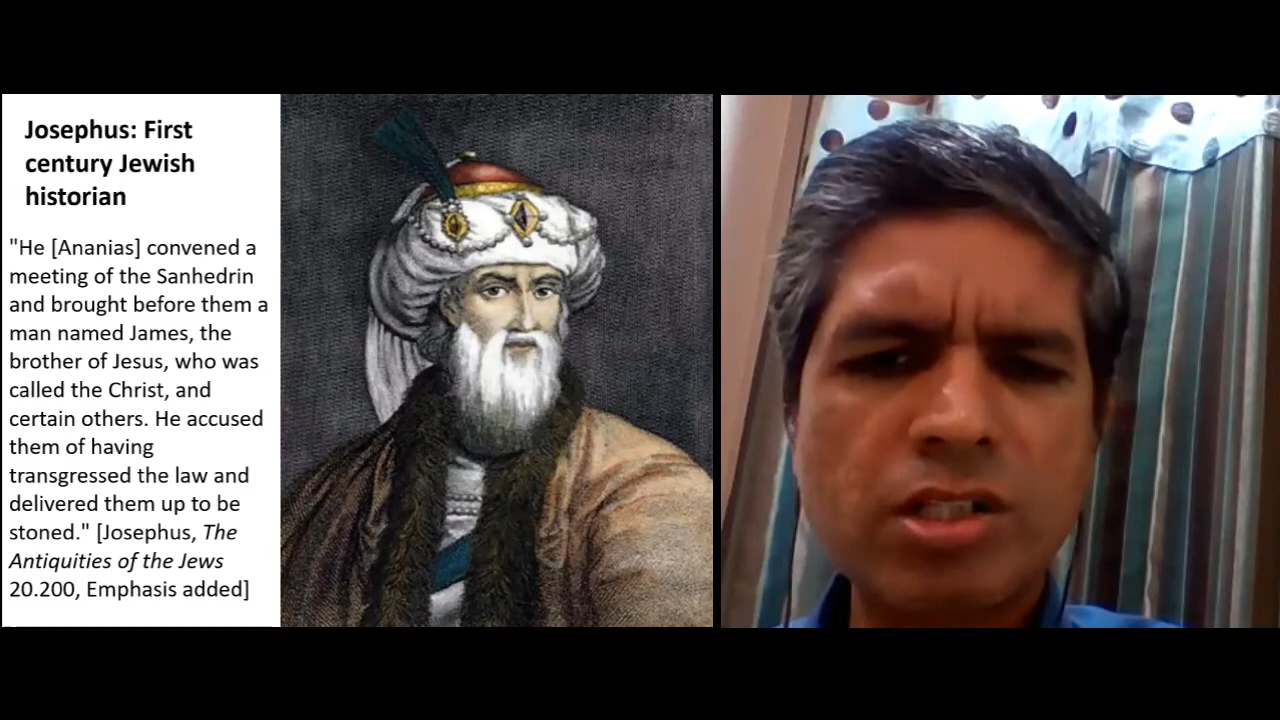 Josephus: First
century Jewish
historian
"He [Ananias] convened a
meeting of the Sanhedrin
and brought before them a
man named James, the
brother of Jesus, who was
called the Christ, and
certain others. He accused
them of having
transgressed the law and
delivered them up to be
stoned." [Josephus, The
Antiquities of the Jews
20.200, Emphasis added]